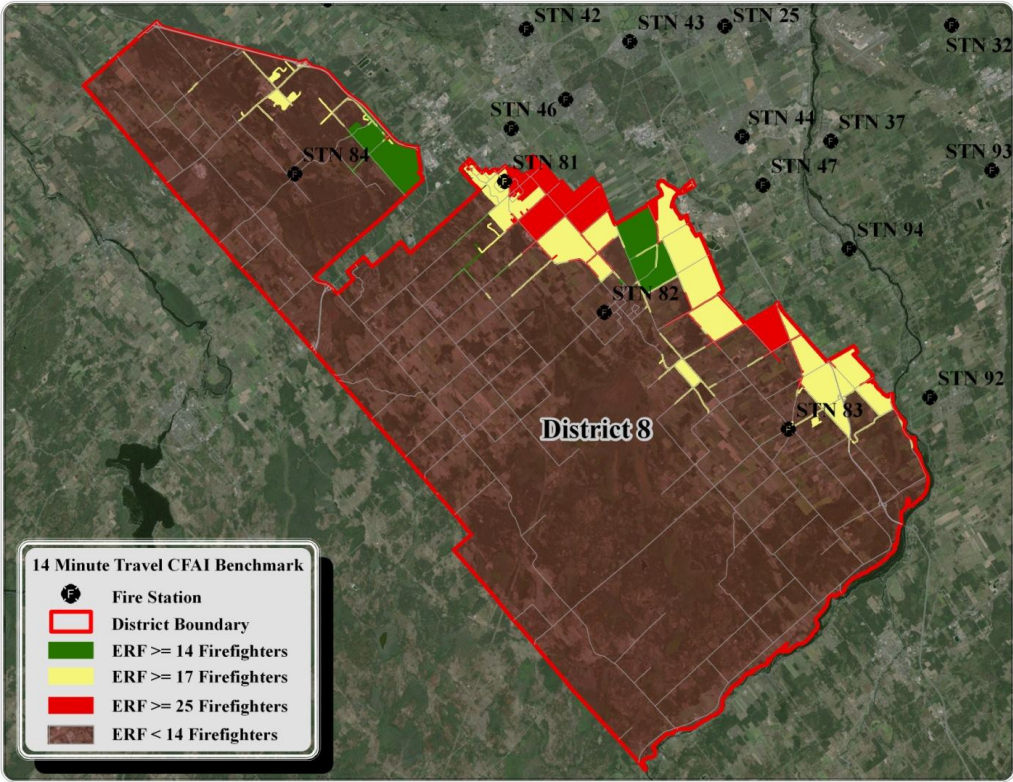 STN 42
STN 43
STN 25
STN 32
STN 46
STN 44
STN 37
STN 84
STN 81
STN 47
STN 93
STN 94
STN 82
STN 92
STN 83
District 8
14 Minute Travel CFAI Benchmark
F Fire Station
District Boundary
ERF >= 14 Firefighters
ERF >= 17 Firefighters
ERF >= 25 Firefighters
ERF < 14 Firefighters